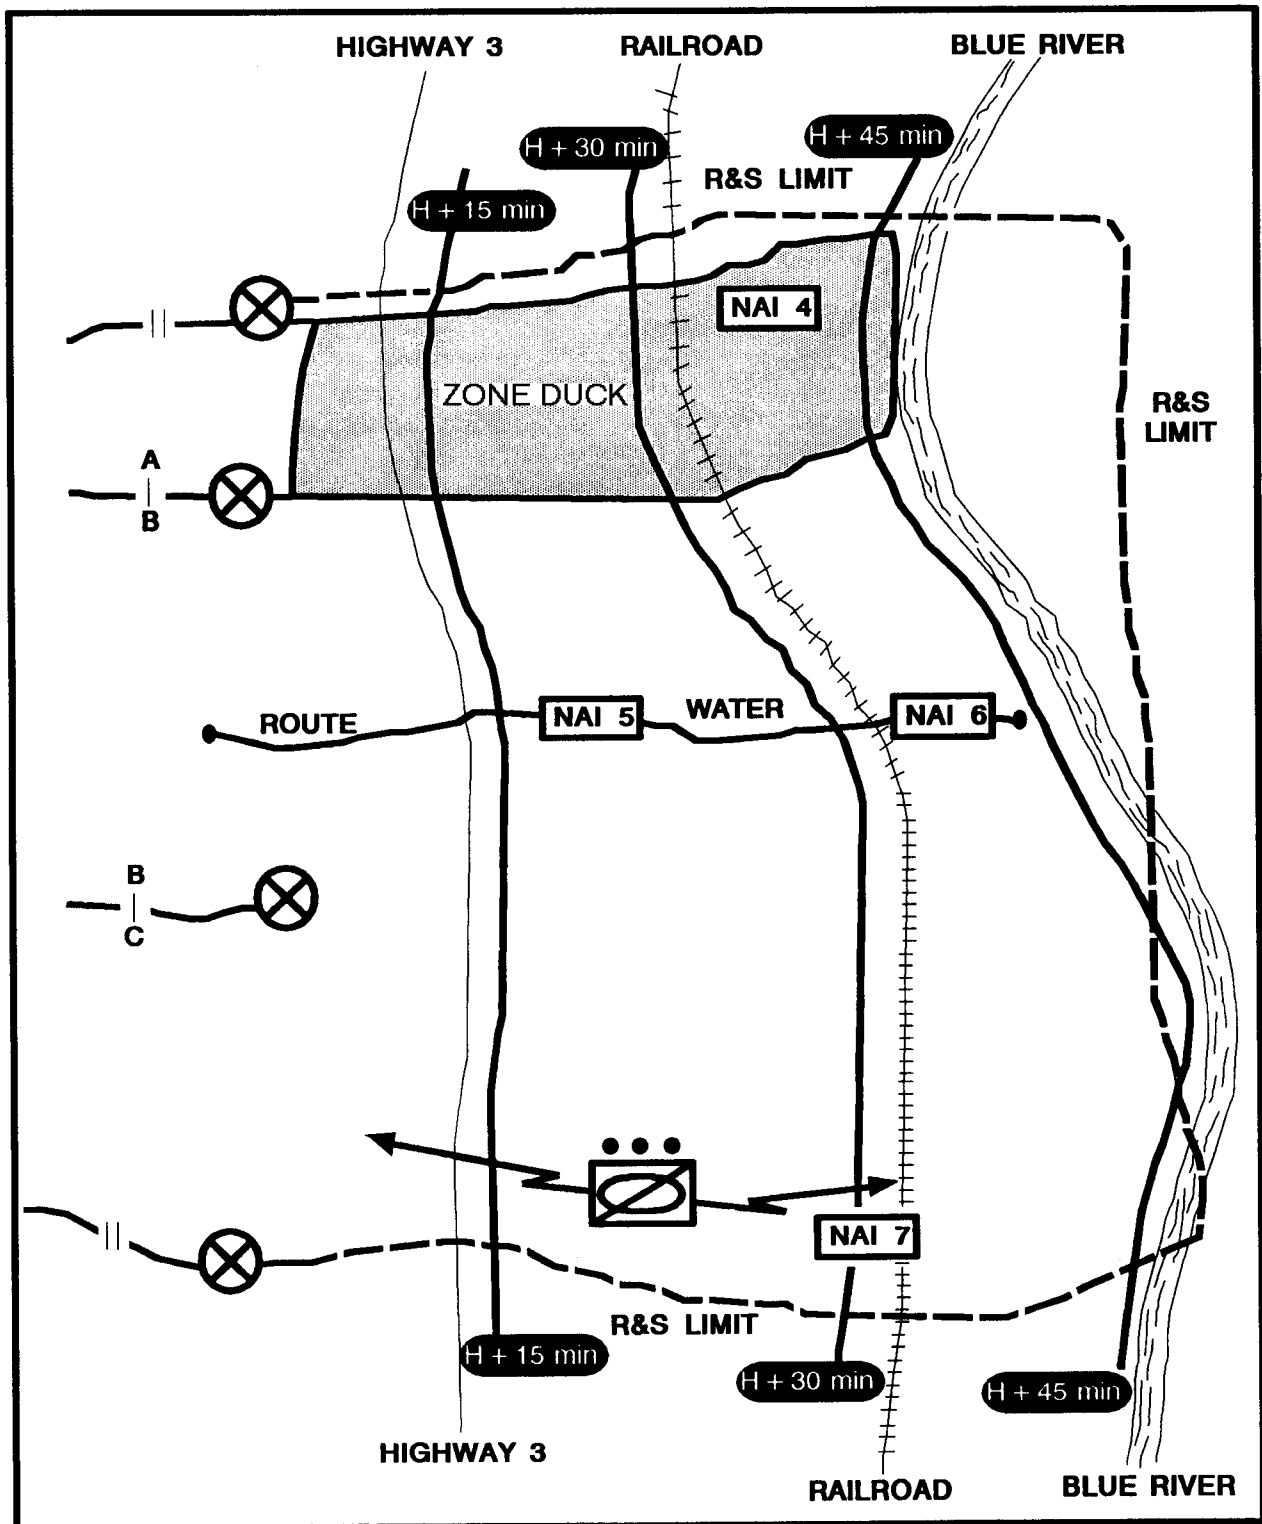 HIGHWAY 3
RAILROAD
BLUE RIVER
H + 30 min
H + 45 min
R&S LIMIT
H + 15 min
NAI 4
ZONE DUCK
R&S
LIMIT
A
B
ROUTE
NAI 5
WATER
NAI 6
B
C
NAI 7
R&S LIMIT
H + 15 min
H + 30 min
H + 45 min
HIGHWAY 3
RAILROAD
BLUE RIVER